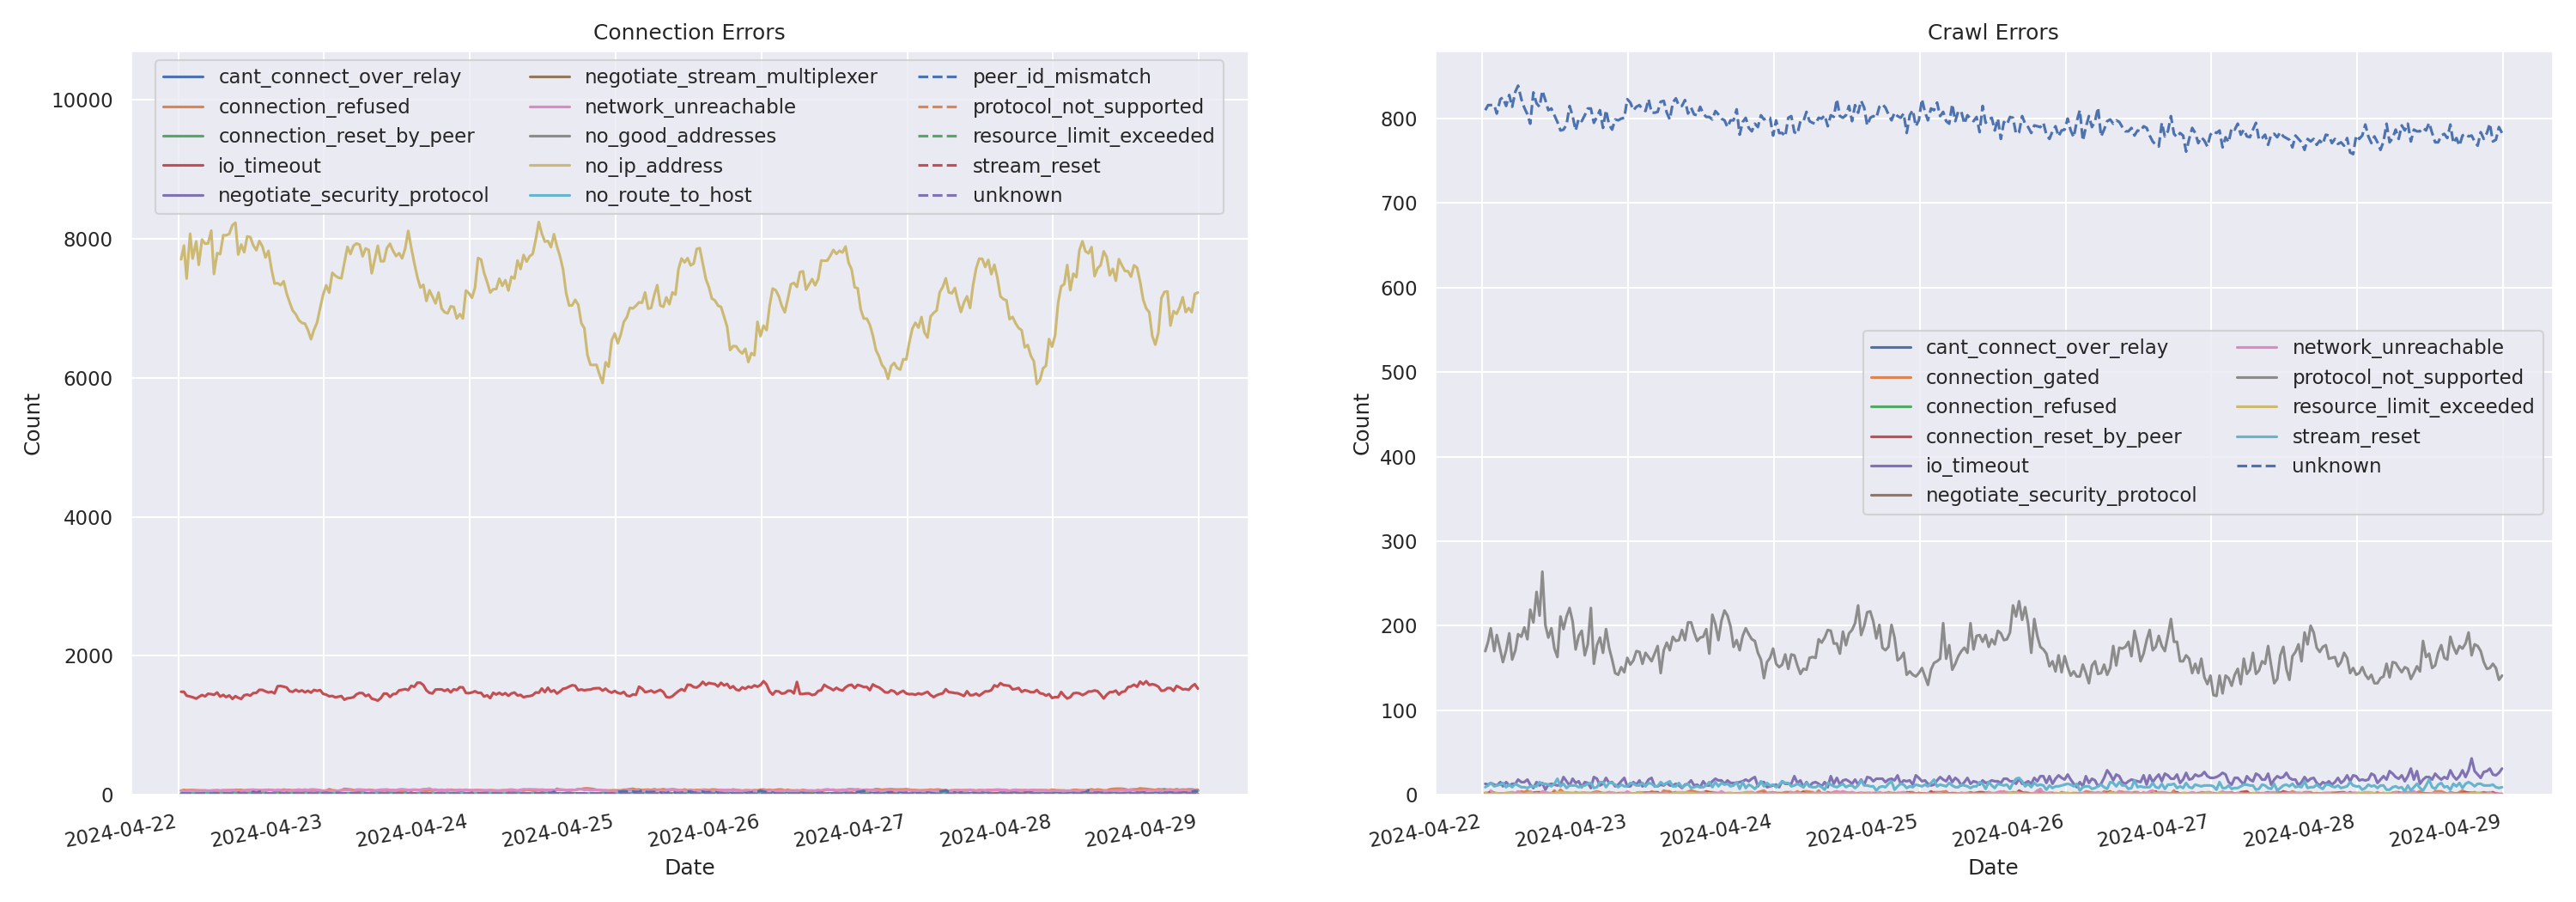 Connection Errors
10000
8000
6000
4000
2000
0
Count
cant_connect_over_relay
connection_refused
connection_reset_by_peer
io_timeout
negotiate_security_protocol
negotiate_stream_multiplexer
network_unreachable
no_good_addresses
no_ip_address
no_route_to_host
peer_id_mismatch
protocol_not_supported
resource_limit_exceeded
stream_reset
unknown
2024-04-22
2024-04-23
2024-04-24
2024-04-25
2024-04-26
2024-04-27
2024-04-28
2024-04-29
Date
Crawl Errors
800
700
600
500
400
300
200
100
0
Count
cant_connect_over_relay
connection_gated
connection_refused
connection_reset_by_peer
io_timeout
negotiate_security_protocol
network_unreachable
protocol_not_supported
resource_limit_exceeded
stream_reset
unknown
2024-04-22
2024-04-23
2024-04-24
2024-04-25
2024-04-26
2024-04-27
2024-04-28
2024-04-29
Date